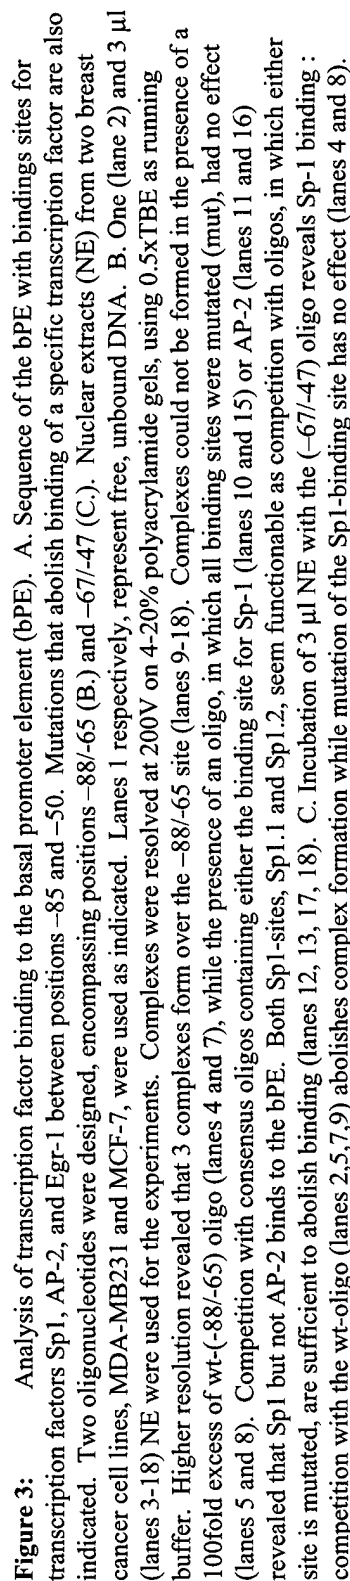 Figure 3: Analysis of transcription factor binding to the basal promoter element (bPE). A. Sequence of the bPE with bindings sites for
transcription factors Sp1, AP-2, and Egr-1 between positions –85 and –50. Mutations that abolish binding of a specific transcription factor are also
indicated. Two oligonucleotides were designed, encompassing positions –88/-65 (B.) and –67/-47 (C.). Nuclear extracts (NE) from two breast
cancer cell lines, MDA-MB231 and MCF-7, were used as indicated. Lanes 1 respectively, represent free, unbound DNA. B. One (lane 2) and 3 µl
(lanes 3-18) NE were used for the experiments. Complexes were resolved at 200V on 4-20% polyacrylamide gels, using 0.5xTBE as running
buffer. Higher resolution revealed that 3 complexes form over the –88/-65 site (lanes 9-18). Complexes could not be formed in the presence of a
100fold excess of wt-(-88/-65) oligo (lanes 4 and 7), while the presence of an oligo, in which all binding sites were mutated (mut), had no effect
(lanes 5 and 8). Competition with consensus oligos containing either the binding site for Sp-1 (lanes 10 and 15) or AP-2 (lanes 11 and 16)
revealed that Sp1 but not AP-2 binds to the bPE. Both Sp1-sites, Sp1.1 and Sp1.2, seem functionable as competition with oligos, in which either
site is mutated, are sufficient to abolish binding (lanes 12, 13, 17, 18). C. Incubation of 3 µl NE with the (–67/-47) oligo reveals Sp-1 binding :
competition with the wt-oligo (lanes 2,5,7,9) abolishes complex formation while mutation of the Sp1-binding site has no effect (lanes 4 and 8).